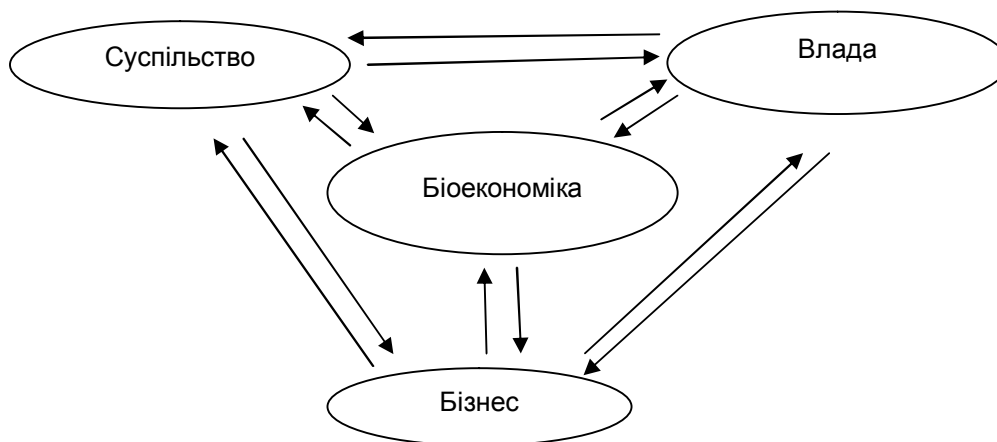 Суспільство
Влада
Біоекономіка
Бізнес